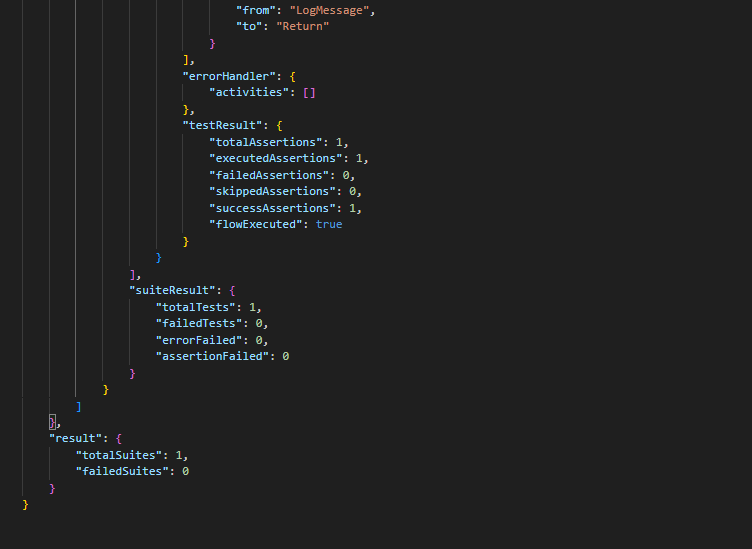 "from": "LogMessage",
"to": "Return"
}
],
"errorHandler": {
"activities": []
},
"testResult": {
"totalAssertions": 1,
"executedAssertions": 1,
"failedAssertions": 0,
"skippedAssertions": 0,
"successAssertions": 1,
"flowExecuted": true
}
}
],
"suiteResult": {
"totalTests": 1,
"failedTests": 0,
"errorFailed": 0,
"assertionFailed": 0
}
}
]
},
"result": {
"totalSuites": 1,
"failedSuites": 0
}
}